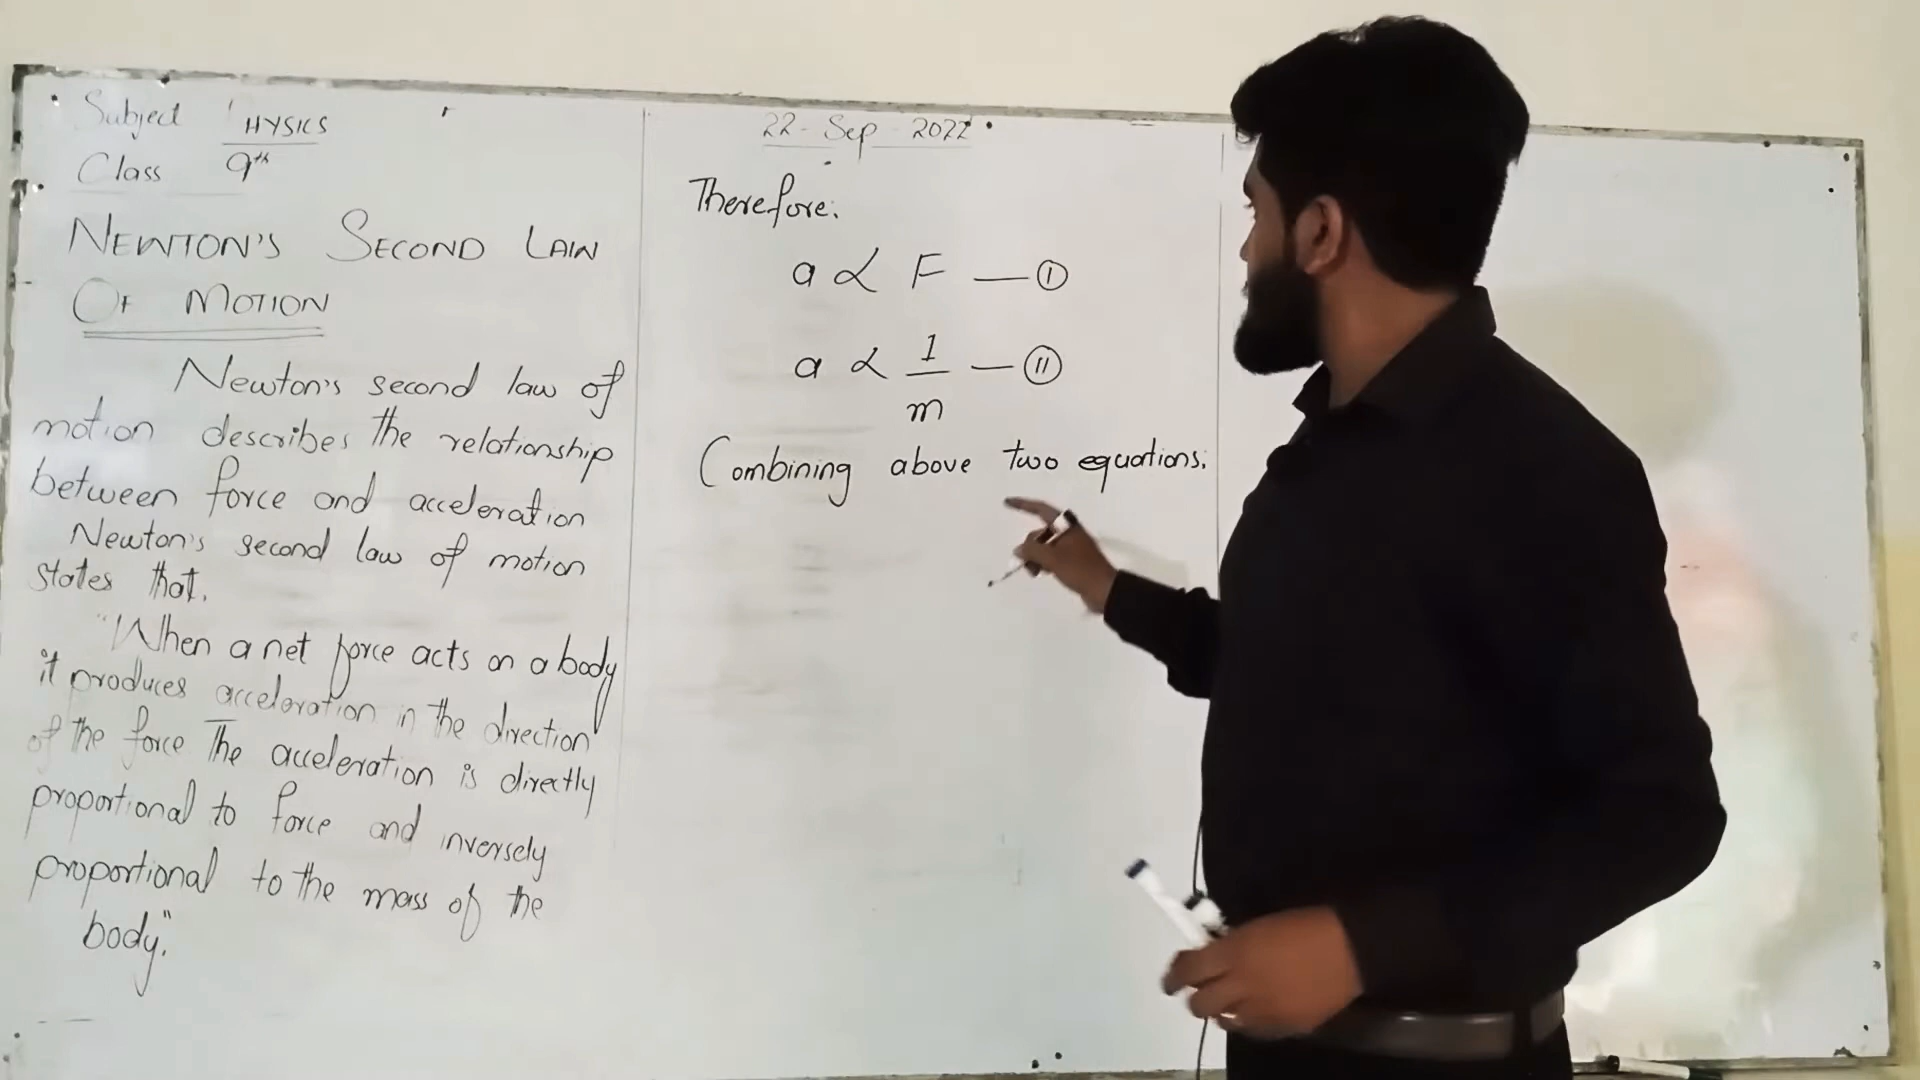 Subject PHYSICS
Class 9th
NEWTON'S SECOND LAW
OF MOTION
Newton's second law of
motion describes the relationship
between force and acceleration
Newton's second law of motion
states that.
"When a net force acts on a body
it produces acceleration in the direction
of the force The acceleration is directly
proportional to force and inversely
proportional to the mass of the
body."
22-Sep-2022
Therefore:
a ∝ F — (I)
a ∝ 1/m — (II)
Combining above two equations.